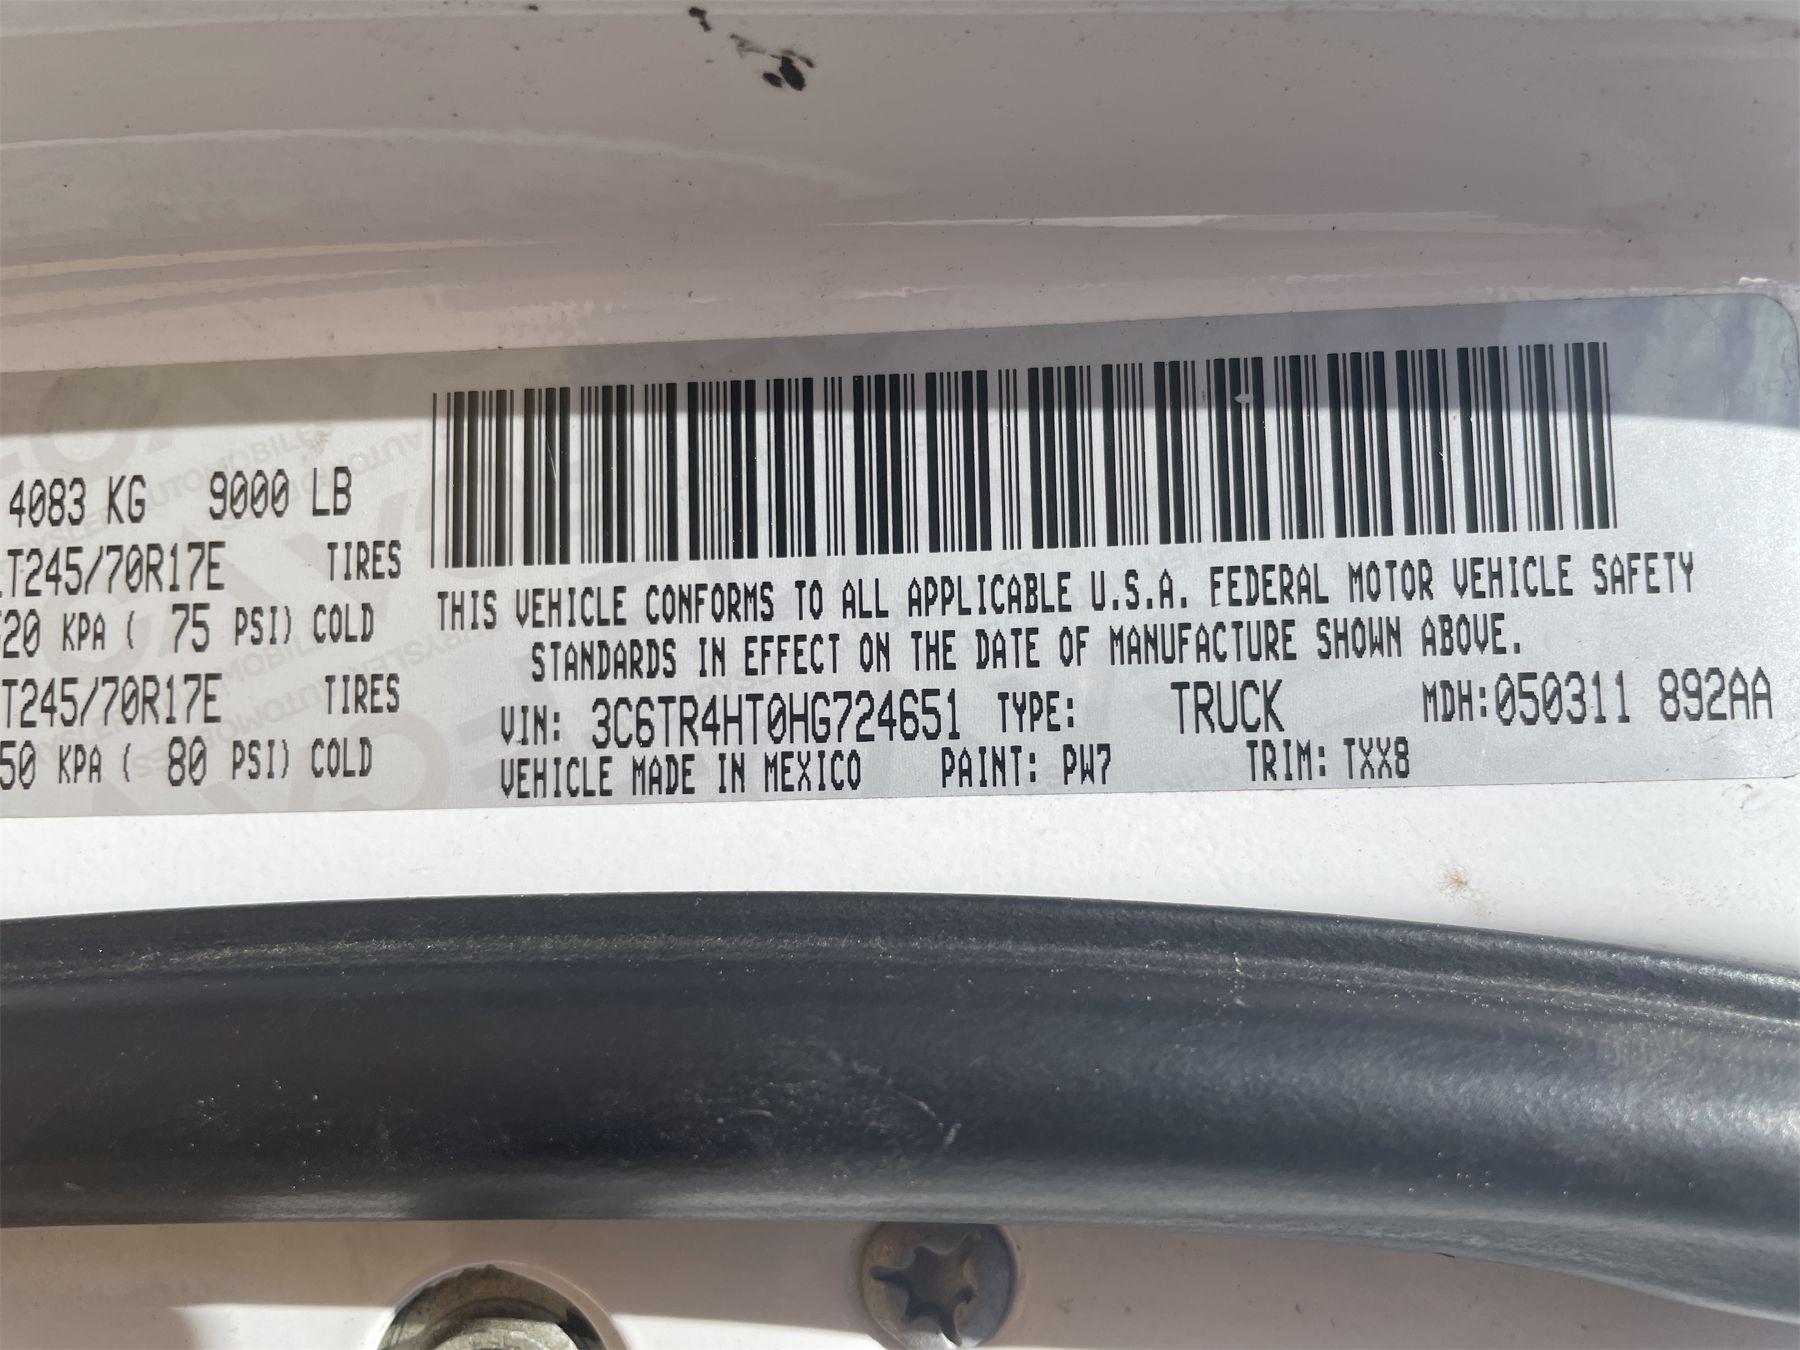 4083 KG 9000 LB
T245/70R17E TIRES
20 KPA ( 75 PSI) COLD
T245/70R17E TIRES
50 KPA ( 80 PSI) COLD
THIS VEHICLE CONFORMS TO ALL APPLICABLE U.S.A. FEDERAL MOTOR VEHICLE SAFETY
STANDARDS IN EFFECT ON THE DATE OF MANUFACTURE SHOWN ABOVE.
VIN: 3C6TR4HT0HG724651 TYPE: TRUCK MDH:050311 892AA
VEHICLE MADE IN MEXICO PAINT: PW7 TRIM: TXX8